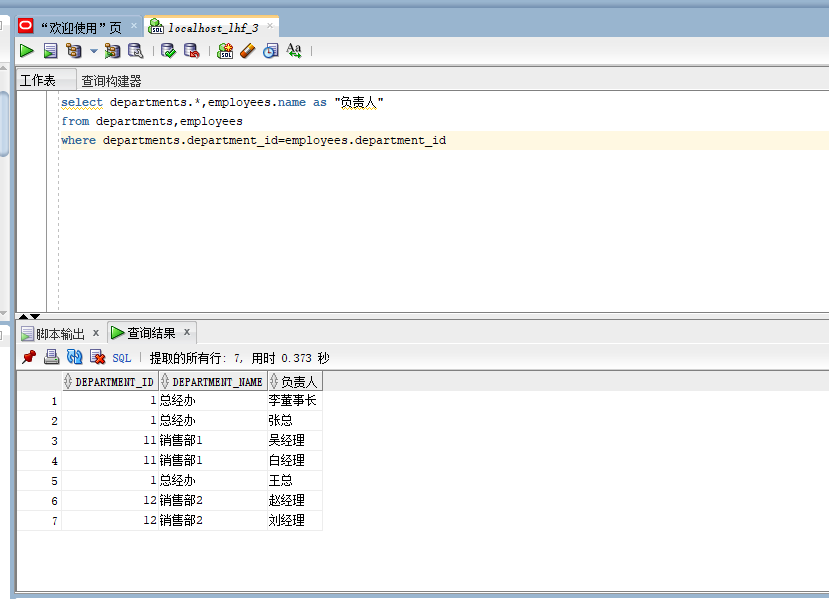 “欢迎使用”页 × localhost_lhf_3 ×
工作表 查询构建器
select departments.*,employees.name as "负责人"
from departments,employees
where departments.department_id=employees.department_id
脚本输出 × 查询结果 ×
SQL | 提取的所有行: 7, 用时 0.373 秒
DEPARTMENT_ID DEPARTMENT_NAME 负责人
1 1 总经办 李董事长
2 1 总经办 张总
3 11 销售部1 吴经理
4 11 销售部1 白经理
5 1 总经办 王总
6 12 销售部2 赵经理
7 12 销售部2 刘经理